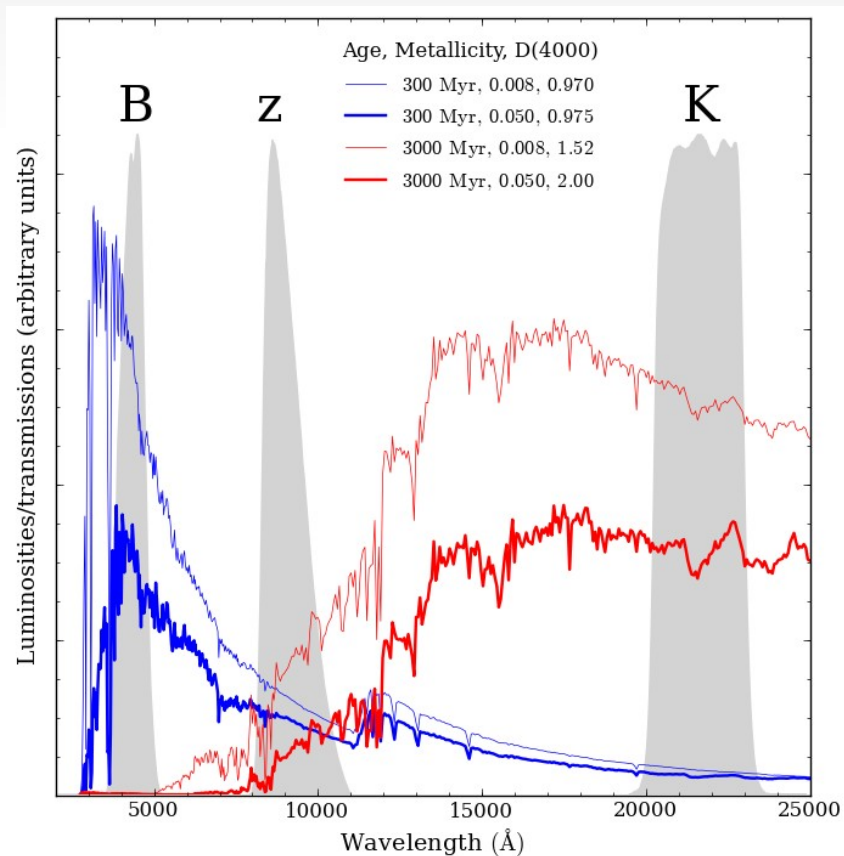 Age, Metallicity, D(4000)
300 Myr, 0.008, 0.970
300 Myr, 0.050, 0.975
3000 Myr, 0.008, 1.52
3000 Myr, 0.050, 2.00
B
z
K
Luminosities/transmissions (arbitrary units)
5000
10000
15000
20000
25000
Wavelength (Å)